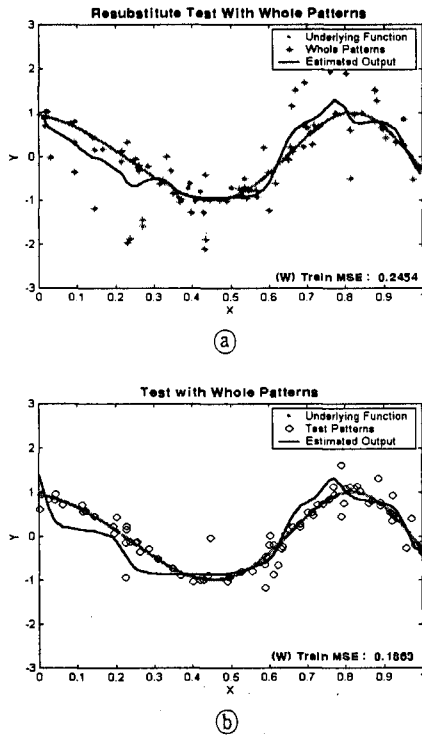 Resubstitute Test With Whole Patterns
Underlying Function
Whole Patterns
Estimated Output
3
2
1
0
-1
-2
-3
Y
(W) Train MSE : 0.2454
0 0.1 0.2 0.3 0.4 0.5 0.6 0.7 0.8 0.9 1
X
a
Test with Whole Patterns
Underlying Function
Test Patterns
Estimated Output
3
2
1
0
-1
-2
-3
Y
(W) Train MSE : 0.1663
0 0.1 0.2 0.3 0.4 0.5 0.6 0.7 0.8 0.9 1
X
b